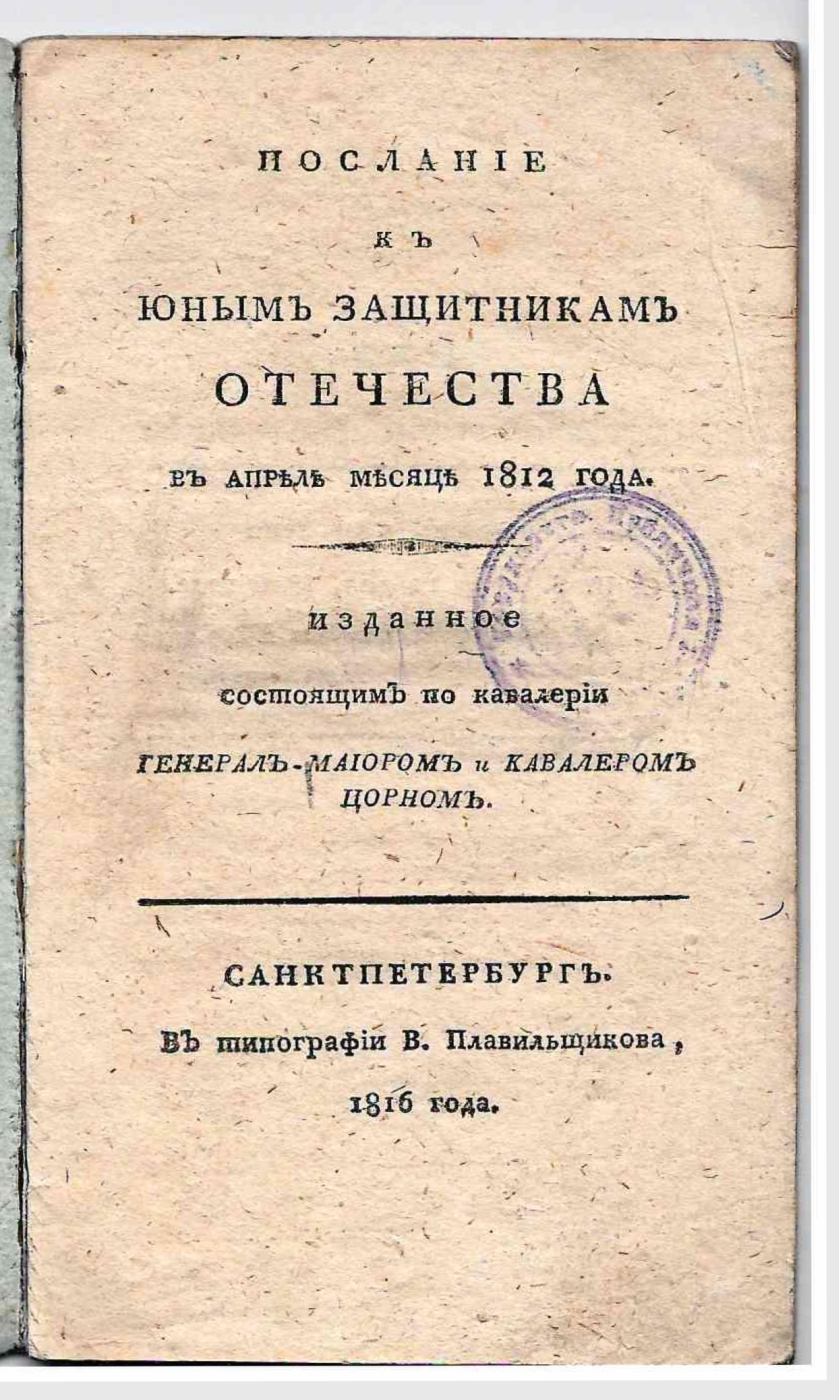 ПОСЛАНІЕ
КЪ
ЮНЫМЪ ЗАЩИТНИКАМЪ
ОТЕЧЕСТВА
ВЪ АПРѢЛѢ МѢСЯЦѢ 1812 ГОДА.
изданное
состоящимЪ по кавалеріи
ГЕНЕРАЛЪ-МАІОРОМЪ и КАВАЛЕРОМЪ
ЦОРНОМЪ.
САНКТПЕТЕРБУРГЪ.
ВЪ типографіи В. Плавильщикова,
1816 года.